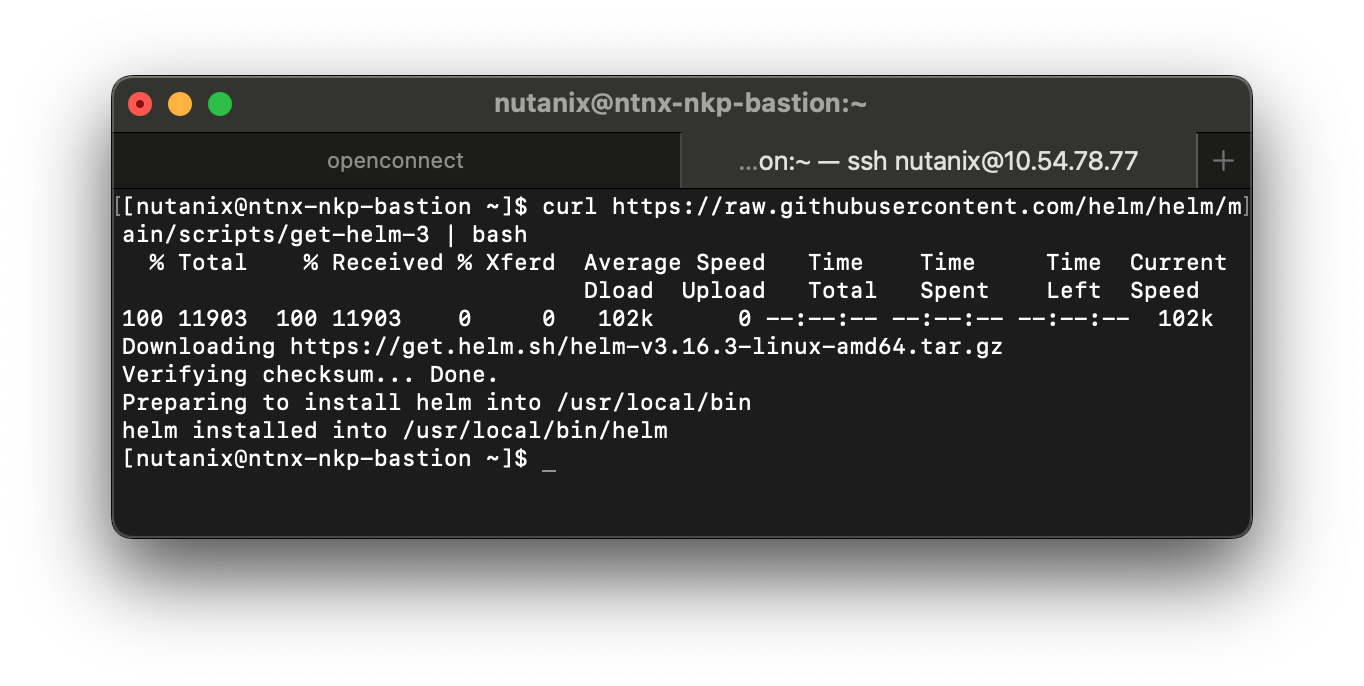 nutanix@ntnx-nkp-bastion:~
openconnect
...on:~ — ssh nutanix@10.54.78.77
[[nutanix@ntnx-nkp-bastion ~]$ curl https://raw.githubusercontent.com/helm/helm/m]
ain/scripts/get-helm-3 | bash
  % Total    % Received % Xferd  Average Speed   Time    Time     Time  Current
                                 Dload  Upload   Total   Spent    Left  Speed
100 11903  100 11903    0     0   102k      0 --:--:-- --:--:-- --:--:--  102k
Downloading https://get.helm.sh/helm-v3.16.3-linux-amd64.tar.gz
Verifying checksum... Done.
Preparing to install helm into /usr/local/bin
helm installed into /usr/local/bin/helm
[nutanix@ntnx-nkp-bastion ~]$ _